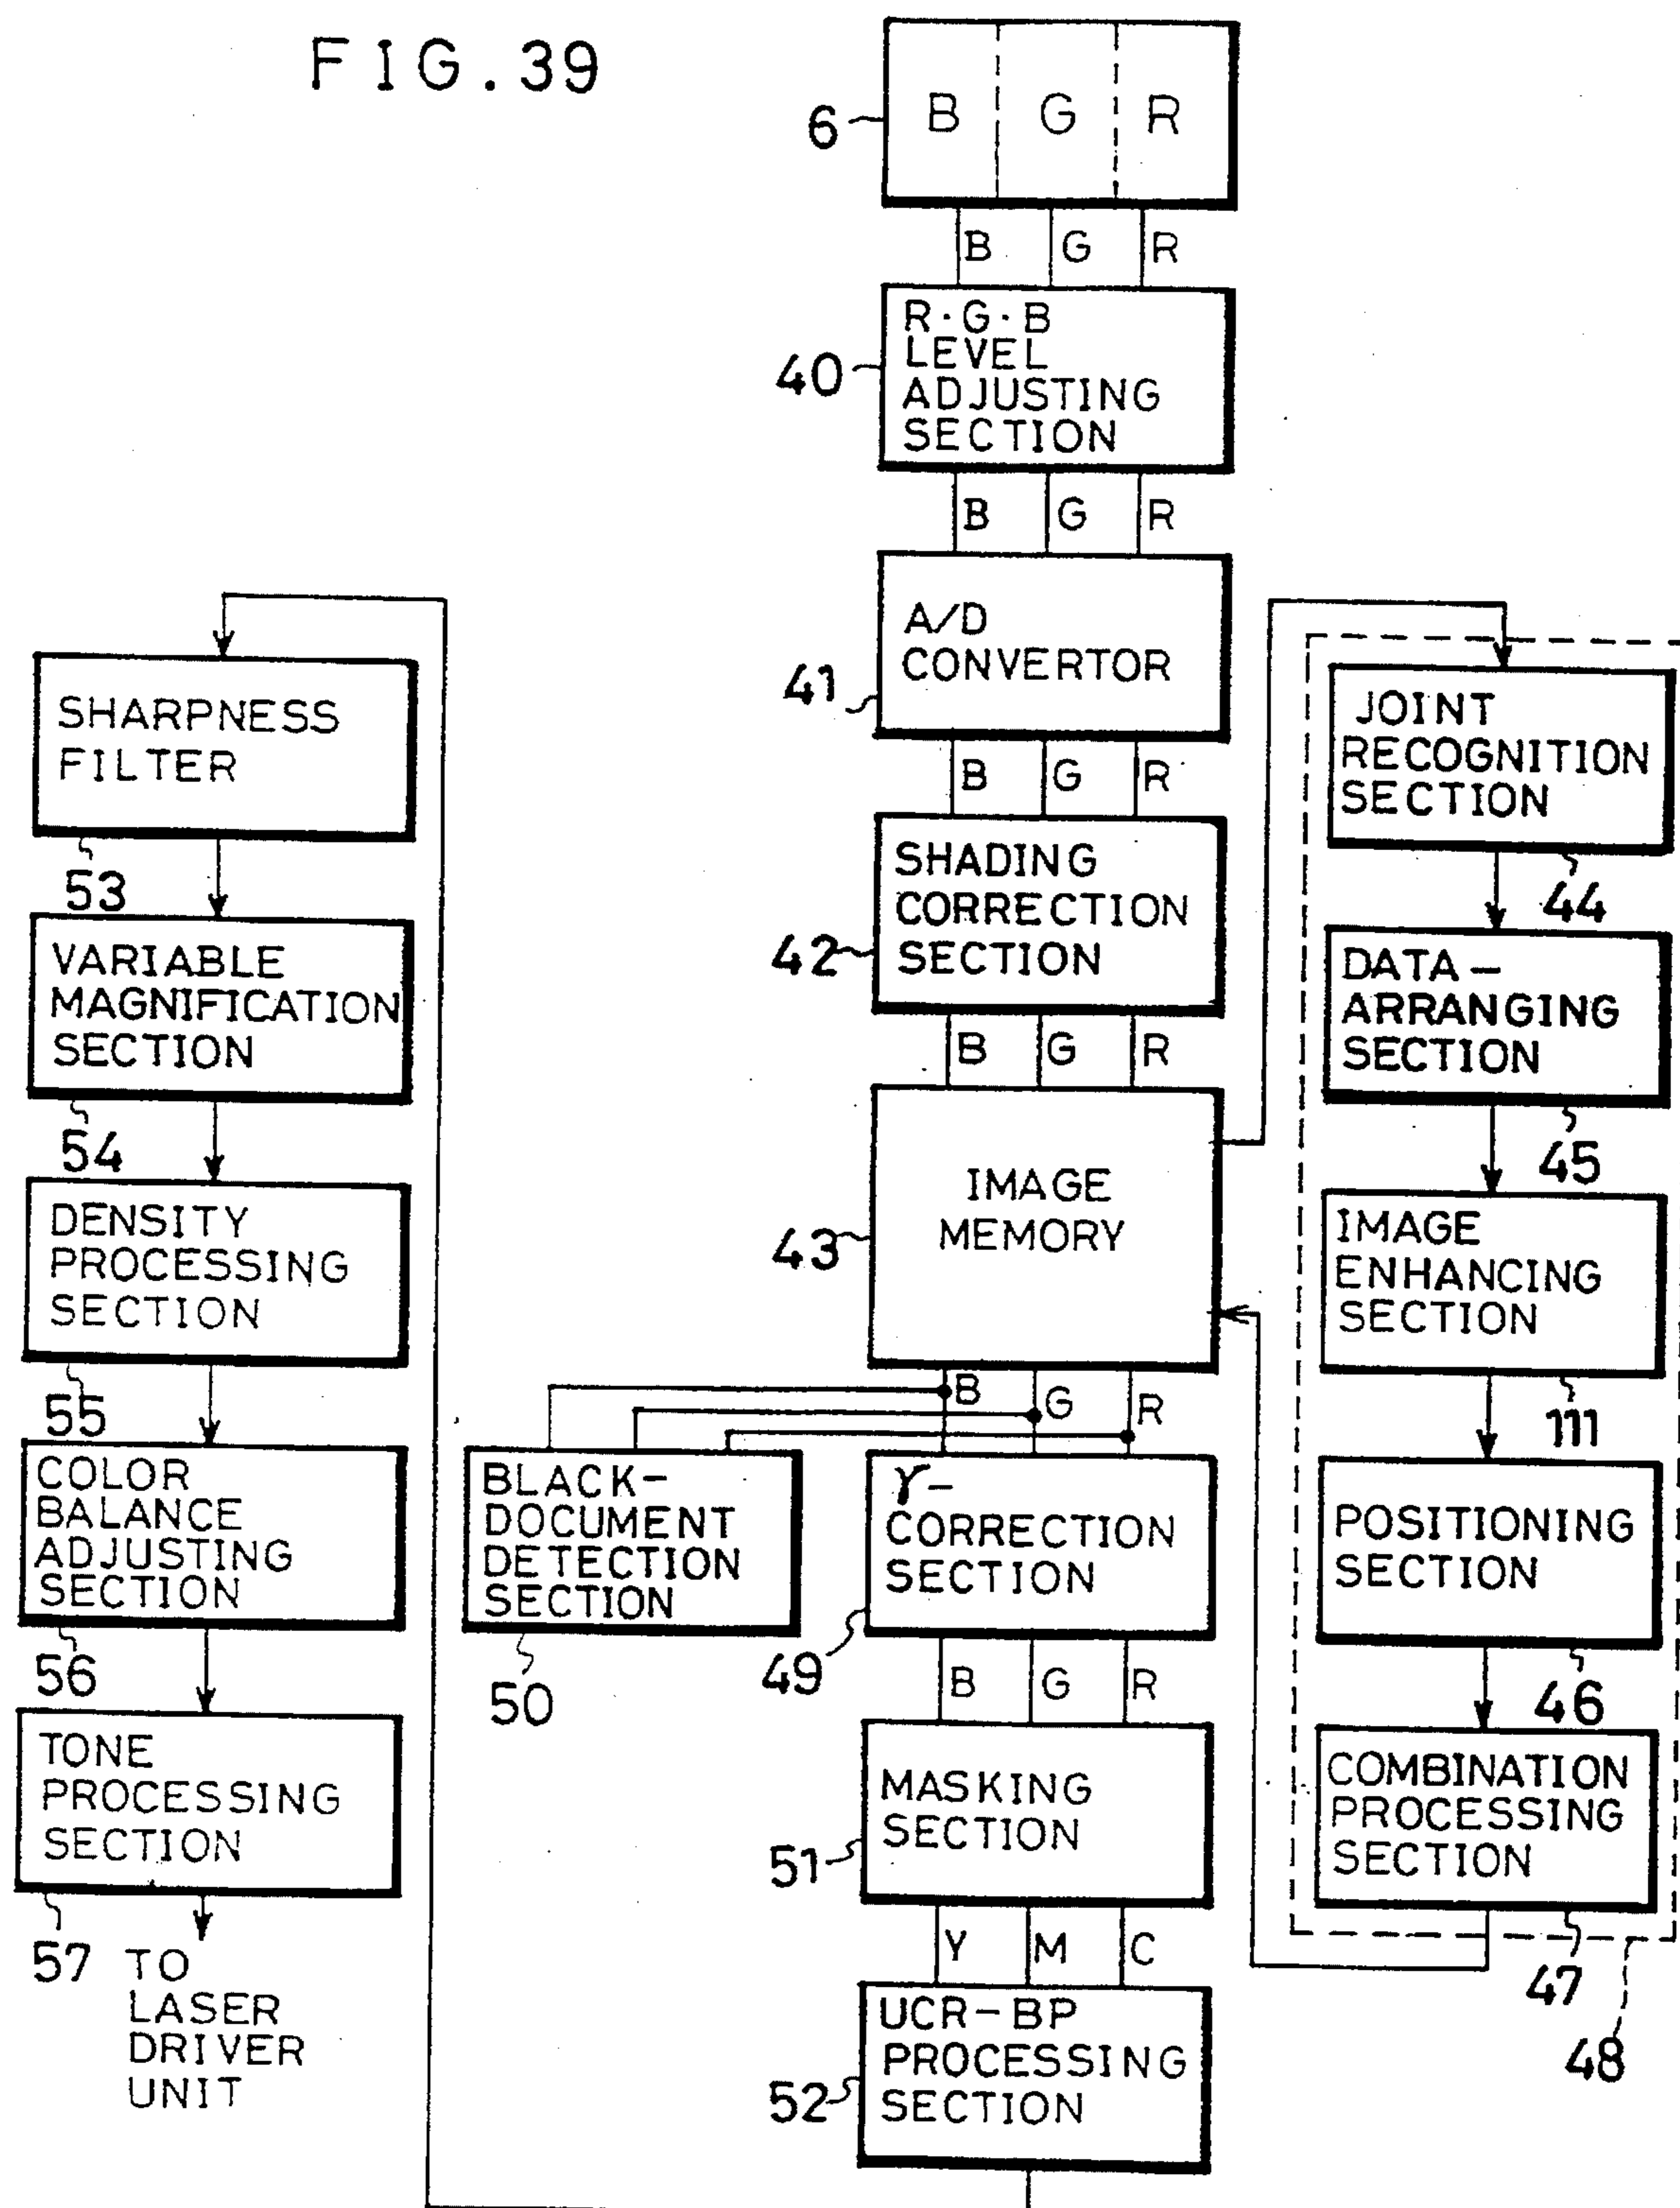 FIG.39
B G R
6
B G R
R·G·B
LEVEL
ADJUSTING
SECTION
40
B G R
A/D
CONVERTOR
41
B G R
SHADING
CORRECTION
SECTION
42
B G R
IMAGE
MEMORY
43
B G R
BLACK-
DOCUMENT
DETECTION
SECTION
50
γ-
CORRECTION
SECTION
49
B G R
MASKING
SECTION
51
Y M C
UCR-BP
PROCESSING
SECTION
52
JOINT
RECOGNITION
SECTION
44
DATA-
ARRANGING
SECTION
45
IMAGE
ENHANCING
SECTION
111
POSITIONING
SECTION
46
COMBINATION
PROCESSING
SECTION
47
48
SHARPNESS
FILTER
53
VARIABLE
MAGNIFICATION
SECTION
54
DENSITY
PROCESSING
SECTION
55
COLOR
BALANCE
ADJUSTING
SECTION
56
TONE
PROCESSING
SECTION
57
TO
LASER
DRIVER
UNIT